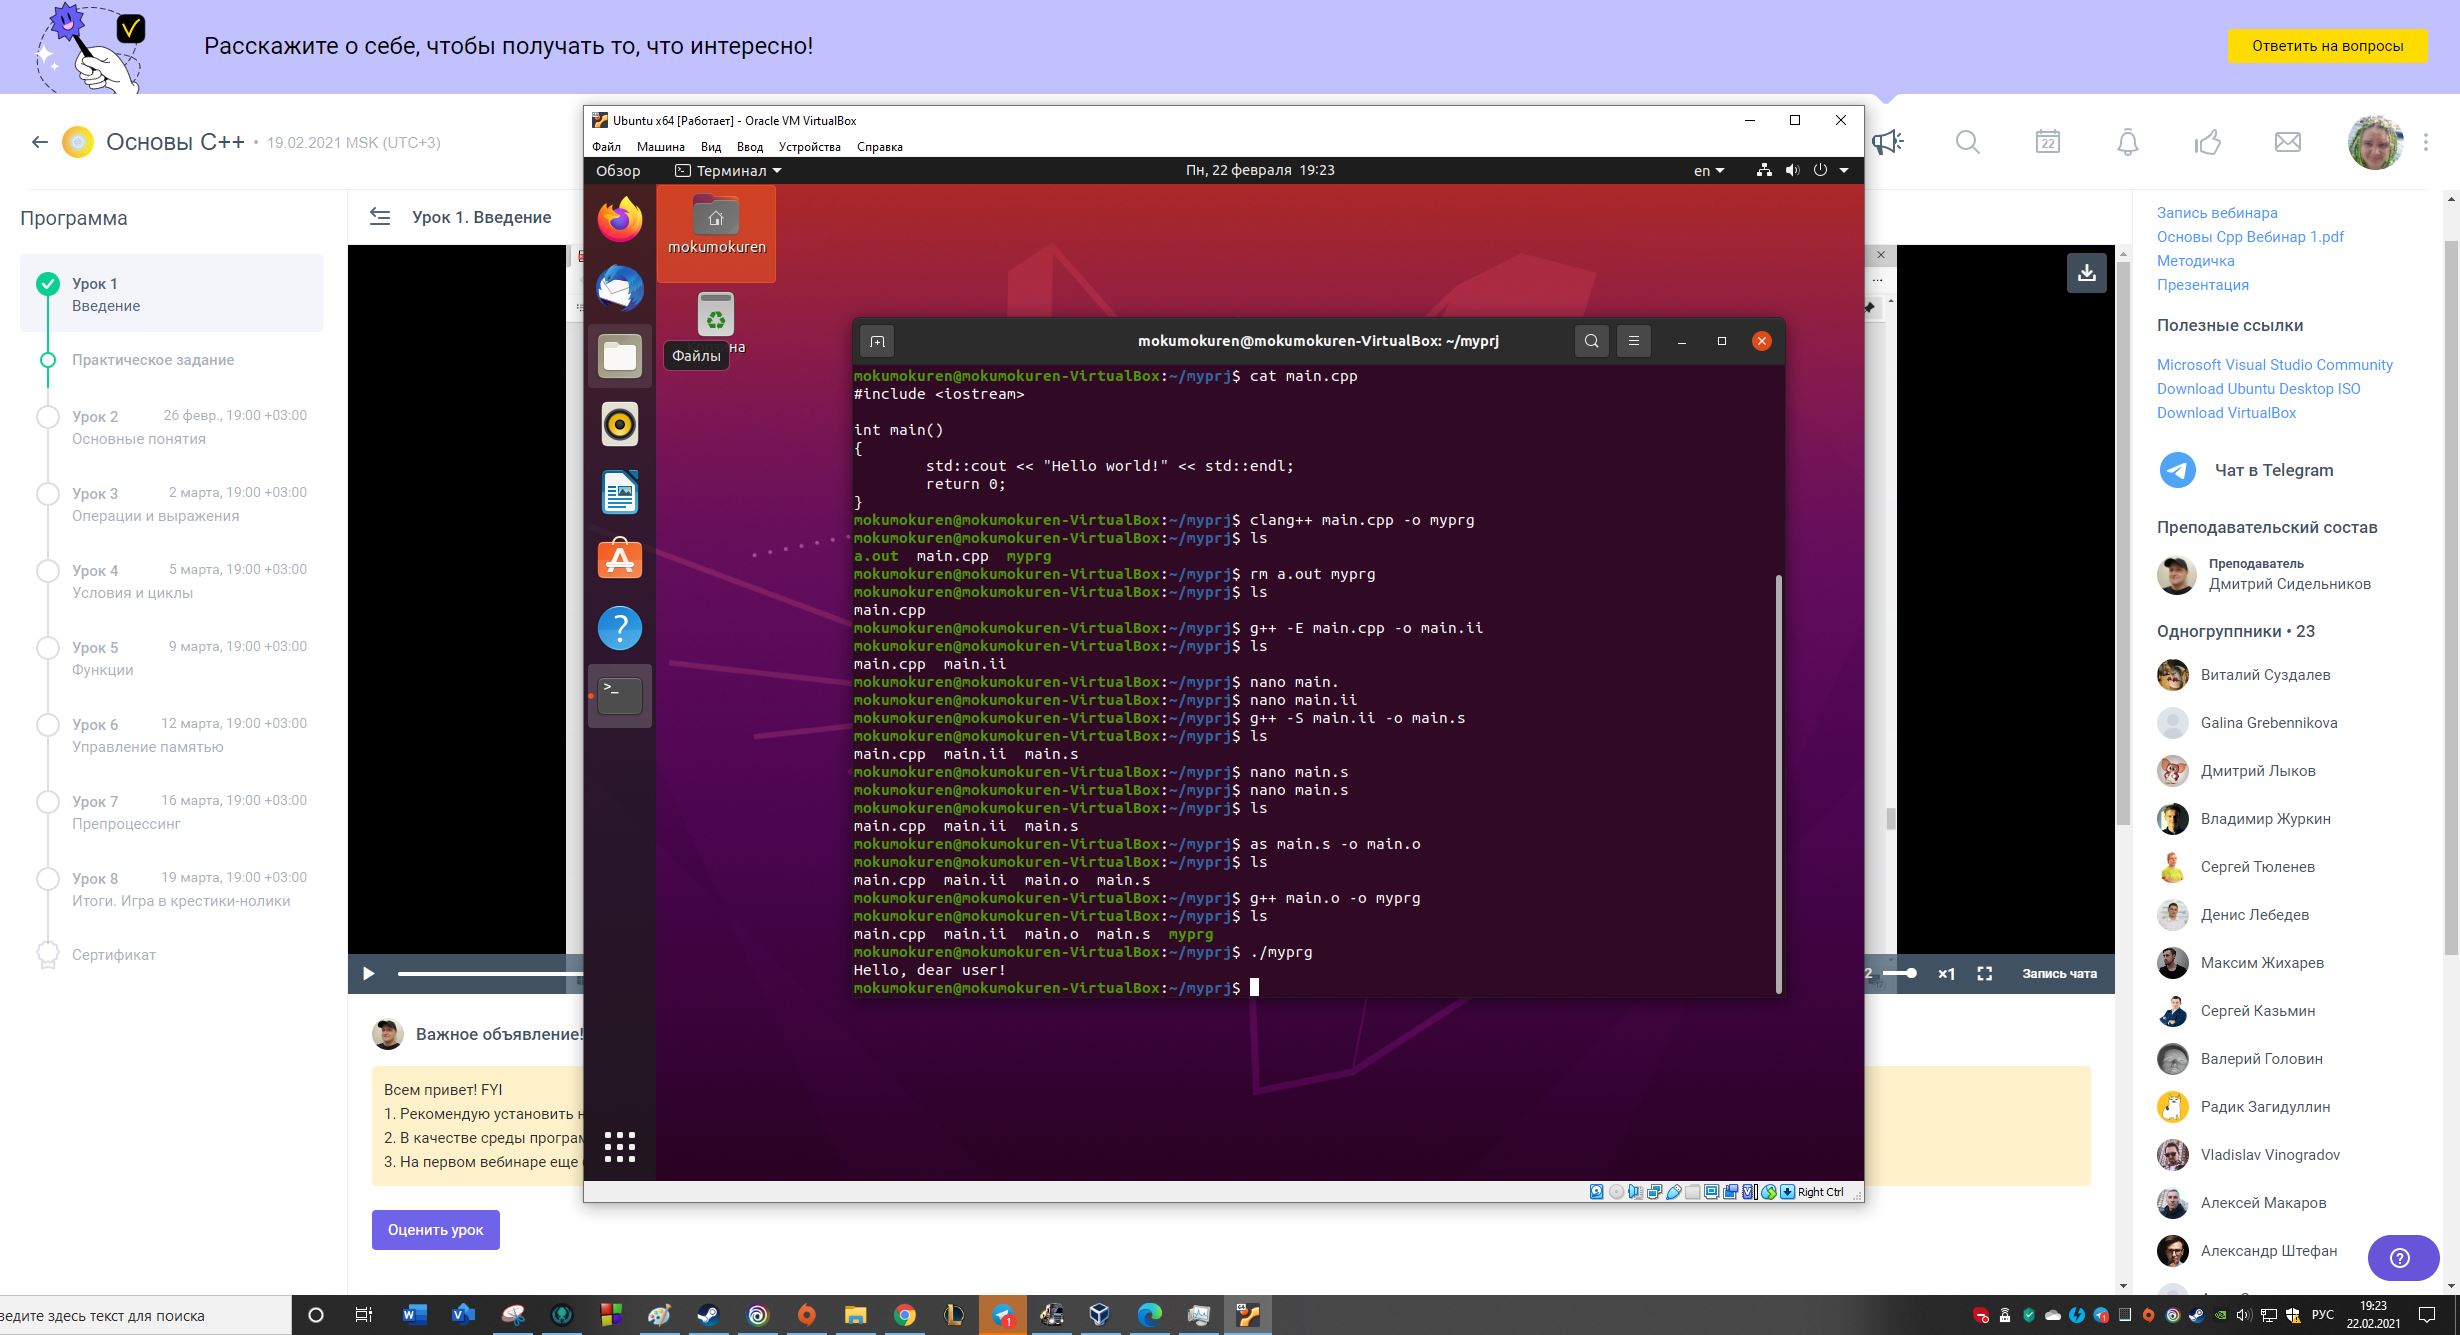 Расскажите о себе, чтобы получать то, что интересно!
Ответить на вопросы
Основы C++ • 19.02.2021 MSK (UTC+3)
22
Программа
Урок 1
Введение
Практическое задание
Урок 2 26 февр., 19:00 +03:00
Основные понятия
Урок 3 2 марта, 19:00 +03:00
Операции и выражения
Урок 4 5 марта, 19:00 +03:00
Условия и циклы
Урок 5 9 марта, 19:00 +03:00
Функции
Урок 6 12 марта, 19:00 +03:00
Управление памятью
Урок 7 16 марта, 19:00 +03:00
Препроцессинг
Урок 8 19 марта, 19:00 +03:00
Итоги. Игра в крестики-нолики
Сертификат
Урок 1. Введение
Ubuntu x64 [Работает] - Oracle VM VirtualBox
Файл Машина Вид Ввод Устройства Справка
Обзор Терминал Пн, 22 февраля 19:23 en
mokumokuren
Файлы
mokumokuren@mokumokuren-VirtualBox: ~/myprj
mokumokuren@mokumokuren-VirtualBox:~/myprj$ cat main.cpp
#include <iostream>
int main()
{
std::cout << "Hello world!" << std::endl;
return 0;
}
mokumokuren@mokumokuren-VirtualBox:~/myprj$ clang++ main.cpp -o myprg
mokumokuren@mokumokuren-VirtualBox:~/myprj$ ls
a.out main.cpp myprg
mokumokuren@mokumokuren-VirtualBox:~/myprj$ rm a.out myprg
mokumokuren@mokumokuren-VirtualBox:~/myprj$ ls
main.cpp
mokumokuren@mokumokuren-VirtualBox:~/myprj$ g++ -E main.cpp -o main.ii
mokumokuren@mokumokuren-VirtualBox:~/myprj$ ls
main.cpp main.ii
mokumokuren@mokumokuren-VirtualBox:~/myprj$ nano main.
mokumokuren@mokumokuren-VirtualBox:~/myprj$ nano main.ii
mokumokuren@mokumokuren-VirtualBox:~/myprj$ g++ -S main.ii -o main.s
mokumokuren@mokumokuren-VirtualBox:~/myprj$ ls
main.cpp main.ii main.s
mokumokuren@mokumokuren-VirtualBox:~/myprj$ nano main.s
mokumokuren@mokumokuren-VirtualBox:~/myprj$ nano main.s
mokumokuren@mokumokuren-VirtualBox:~/myprj$ ls
main.cpp main.ii main.s
mokumokuren@mokumokuren-VirtualBox:~/myprj$ as main.s -o main.o
mokumokuren@mokumokuren-VirtualBox:~/myprj$ ls
main.cpp main.ii main.o main.s
mokumokuren@mokumokuren-VirtualBox:~/myprj$ g++ main.o -o myprg
mokumokuren@mokumokuren-VirtualBox:~/myprj$ ls
main.cpp main.ii main.o main.s myprg
mokumokuren@mokumokuren-VirtualBox:~/myprj$ ./myprg
Hello, dear user!
mokumokuren@mokumokuren-VirtualBox:~/myprj$
Right Ctrl
2 ×1 Запись чата
Важное объявление!
Всем привет! FYI
1. Рекомендую установить
2. В качестве среды
3. На первом вебинаре еще
Оценить урок
Запись вебинара
Основы Cpp Вебинар 1.pdf
Методичка
Презентация
Полезные ссылки
Microsoft Visual Studio Community
Download Ubuntu Desktop ISO
Download VirtualBox
Чат в Telegram
Преподавательский состав
Преподаватель
Дмитрий Сидельников
Одногруппники • 23
Виталий Суздалев
Galina Grebennikova
Дмитрий Лыков
Владимир Журкин
Сергей Тюленев
Денис Лебедев
Максим Жихарев
Сергей Казьмин
Валерий Головин
Радик Загидуллин
Vladislav Vinogradov
Алексей Макаров
Александр Штефан
ведите здесь текст для поиска
РУС
19:23
22.02.2021